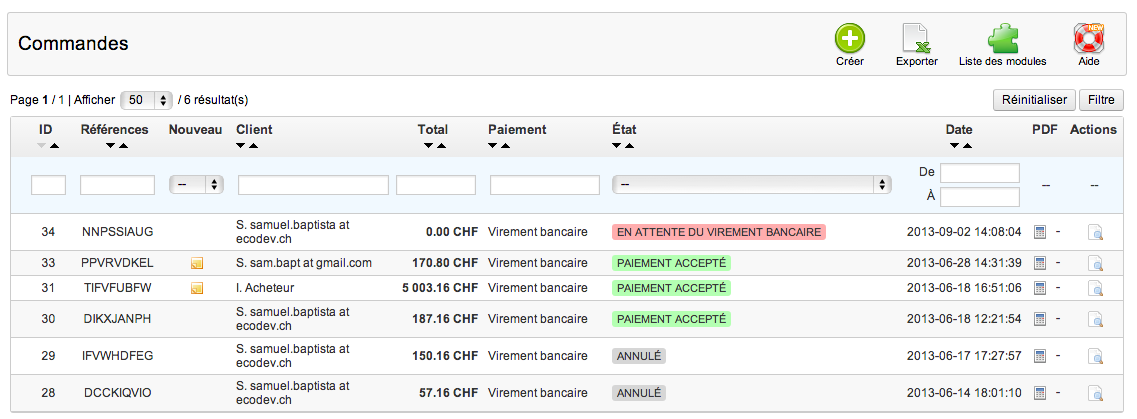 Commandes
Créer
Exporter
Liste des modules
NEW
Aide
Page 1 / 1 | Afficher 50 / 6 résultat(s)
Réinitialiser
Filtre
ID Références Nouveau Client Total Paiement État Date PDF Actions
-- --
De
À
-- --
34 NNPSSIAUG S. samuel.baptista at ecodev.ch 0.00 CHF Virement bancaire EN ATTENTE DU VIREMENT BANCAIRE 2013-09-02 14:08:04 -
33 PPVRVDKEL S. sam.bapt at gmail.com 170.80 CHF Virement bancaire PAIEMENT ACCEPTÉ 2013-06-28 14:31:39 -
31 TIFVFUBFW I. Acheteur 5 003.16 CHF Virement bancaire PAIEMENT ACCEPTÉ 2013-06-18 16:51:06 -
30 DIKXJANPH S. samuel.baptista at ecodev.ch 187.16 CHF Virement bancaire PAIEMENT ACCEPTÉ 2013-06-18 12:21:54 -
29 IFVWHDFEG S. samuel.baptista at ecodev.ch 150.16 CHF Virement bancaire ANNULÉ 2013-06-17 17:27:57 -
28 DCCKIQVIO S. samuel.baptista at ecodev.ch 57.16 CHF Virement bancaire ANNULÉ 2013-06-14 18:01:10 -